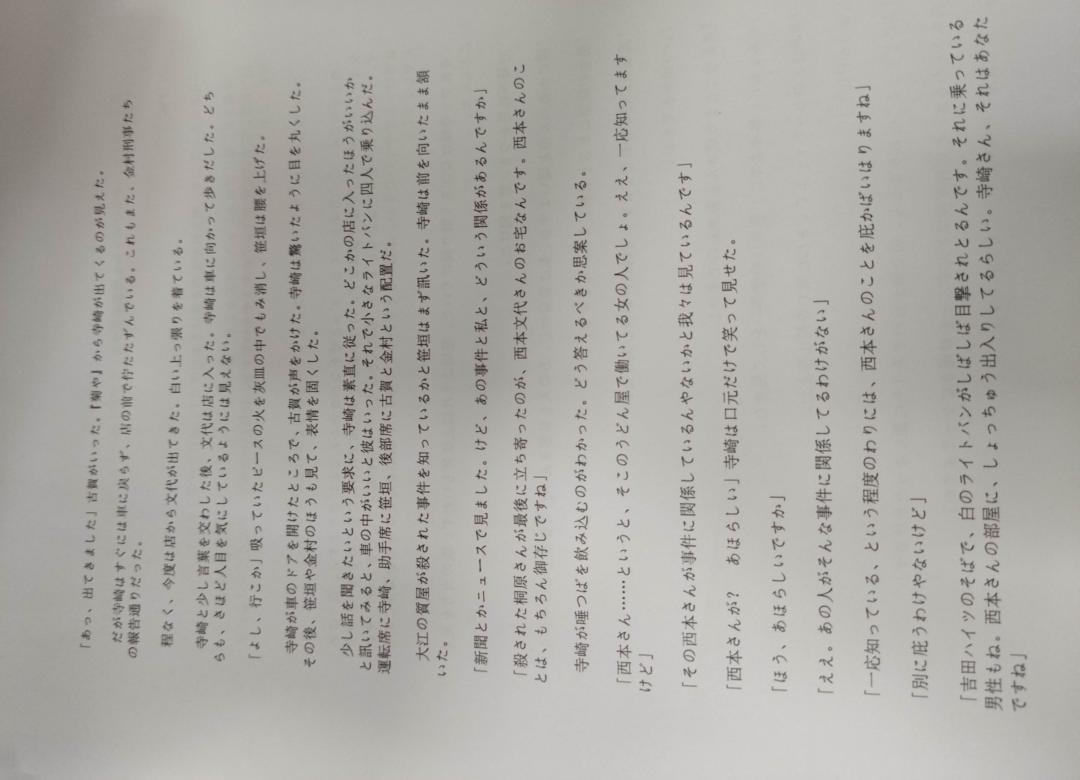 「あっ、出てきました」古賀がいった。『菊や』から寺崎が出てくるのが見えた。
だが寺崎はすぐには車に戻らず、店の前で佇たたずんでいる。これもまた、金村刑事たち
の報告通りだった。
程なく、今度は店から文代が出てきた。白い上っ張りを着ている。
寺崎と少し言葉を交わした後、文代は店に入った。寺崎は車に向かって歩きだした。どち
らも、さほど人目を気にしているようには見えない。
「よし、行こか」吸っていたピースの火を灰皿の中でもみ消し、笹垣は腰を上げた。
寺崎が車のドアを開けたところで、古賀が声をかけた。寺崎は驚いたように目を丸くした。
その後、笹垣や金村のほうも見て、表情を固くした。
少し話を聞きたいという要求に、寺崎は素直に従った。どこかの店に入ったほうがいいか
と訊いてみると、車の中がいいと彼はいった。それで小さなライトバンに四人で乗り込んだ。
運転席に寺崎、助手席に笹垣、後部席に古賀と金村という配置だ。
大江の質屋が殺された事件を知っているかと笹垣はまず訊いた。寺崎は前を向いたまま頷
いた。
「新聞とかニュースで見ました。けど、あの事件と私と、どういう関係があるんですか」
「殺された桐原さんが最後に立ち寄ったのが、西本文代さんのお宅なんです。西本さんのこ
とは、もちろん御存じですね」
寺崎が唾つばを飲み込むのがわかった。どう答えるべきか思案している。
「西本さん……というと、そこのうどん屋で働いてる女の人でしょ。ええ、一応知ってます
けど」
「その西本さんが事件に関係しているんやないかと我々は見ているんです」
「西本さんが? あほらしい」寺崎は口元だけで笑って見せた。
「ほう、あほらしいですか」
「ええ。あの人がそんな事件に関係してるわけがない」
「一応知っている、という程度のわりには、西本さんのことを庇かばいはりますね」
「別に庇うわけやないけど」
「吉田ハイツのそばで、白のライトバンがしばしば目撃されとるんです。それに乗っている
男性もね。西本さんの部屋に、しょっちゅう出入りしてるらしい。寺崎さん、それはあなた
ですね」